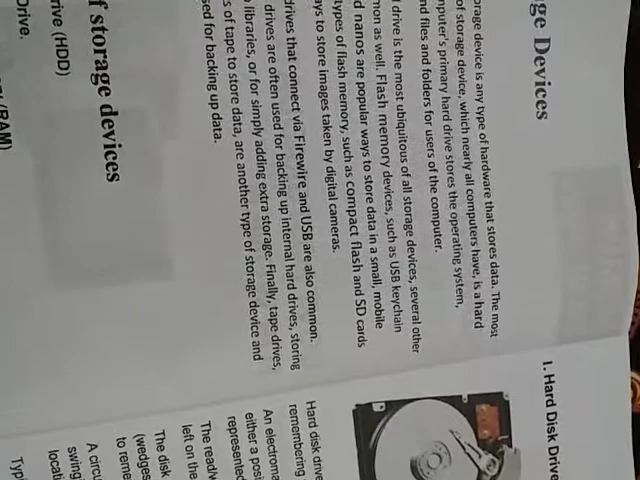 ge Devices
orage device is any type of hardware that stores data. The most
of storage device, which nearly all computers have, is a hard
nputer's primary hard drive stores the operating system,
nd files and folders for users of the computer.
drive is the most ubiquitous of all storage devices, several other
mon as well. Flash memory devices, such as USB keychain
d nanos are popular ways to store data in a small, mobile
types of flash memory, such as compact flash and SD cards
ys to store images taken by digital cameras.
drives that connect via Firewire and USB are also common.
drives are often used for backing up internal hard drives, storing
libraries, or for simply adding extra storage. Finally, tape drives,
s of tape to store data, are another type of storage device and
sed for backing up data.
f storage devices
rive (HDD)
Drive.
(RAM)
1. Hard Disk Drive
Hard disk drive
remembering
An electroma
either a posi
represented
The read/w
left on the
The disk
(wedges
to reme
A circu
swing
locati
Typ